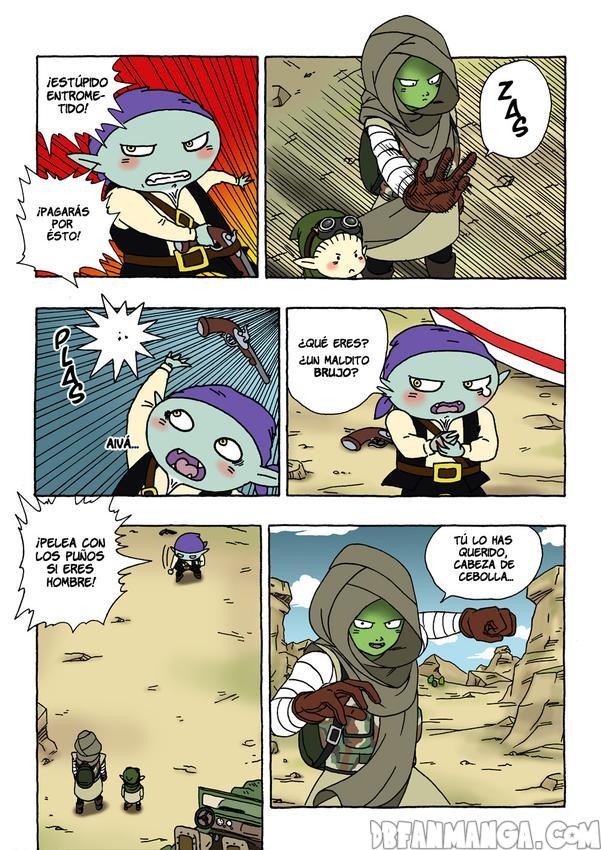 ¡ESTÚPIDO
ENTROME-
TIDO!
¡PAGARÁS
POR
ÉSTO!
ZAS
PLAS
...
AIVÁ...
¿QUÉ ERES?
¿UN MALDITO
BRUJO?
¡PELEA CON
LOS PUÑOS
SI ERES
HOMBRE!
TÚ LO HAS
QUERIDO,
CABEZA DE
CEBOLLA...
DBFANMANGA.COM